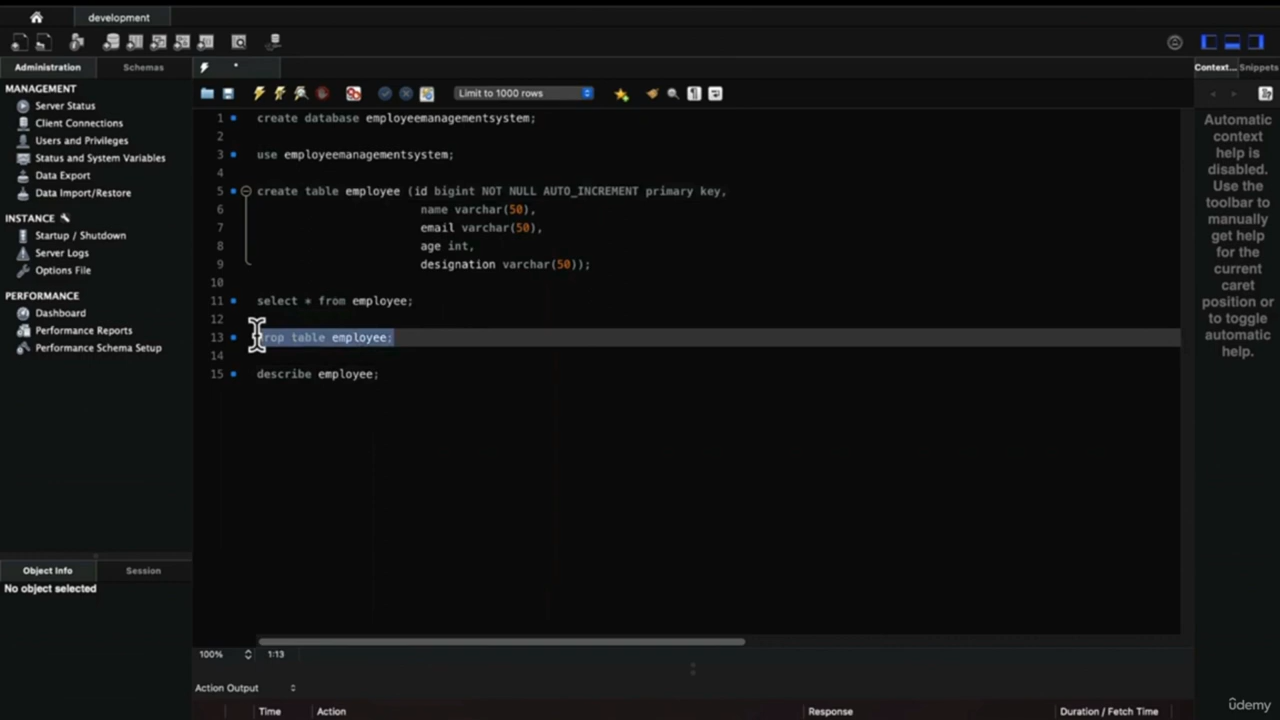 development
Administration
Schemas
MANAGEMENT
Server Status
Client Connections
Users and Privileges
Status and System Variables
Data Export
Data Import/Restore
INSTANCE
Startup / Shutdown
Server Logs
Options File
PERFORMANCE
Dashboard
Performance Reports
Performance Schema Setup
Object Info
Session
No object selected
*
Limit to 1000 rows
1 create database employeemanagementsystem;
2
3 use employeemanagementsystem;
4
5 create table employee (id bigint NOT NULL AUTO_INCREMENT primary key,
6 name varchar(50),
7 email varchar(50),
8 age int,
9 designation varchar(50));
10
11 select * from employee;
12
13 drop table employee;
14
15 describe employee;
100% 1:13
Action Output
Time Action Response Duration / Fetch Time
Context... Snippets
Automatic
context
help is
disabled.
Use the
toolbar to
manually
get help
for the
current
caret
position or
to toggle
automatic
help.
ûdemy